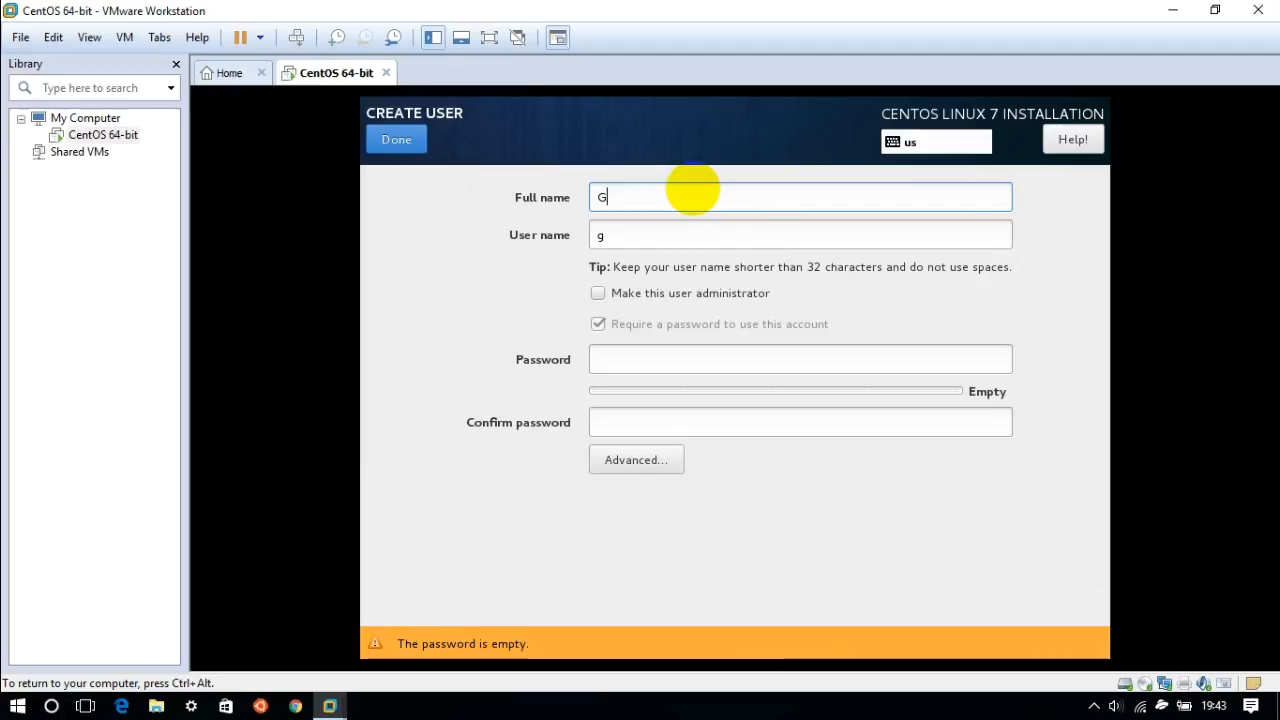 CentOS 64-bit - VMware Workstation
File Edit View VM Tabs Help
Library
Type here to search
My Computer
CentOS 64-bit
Shared VMs
Home
CentOS 64-bit
CREATE USER
Done
CENTOS LINUX 7 INSTALLATION
us
Help!
Full name
G
User name
g
Tip: Keep your user name shorter than 32 characters and do not use spaces.
Make this user administrator
Require a password to use this account
Password
Empty
Confirm password
Advanced...
The password is empty.
To return to your computer, press Ctrl+Alt.
19:43